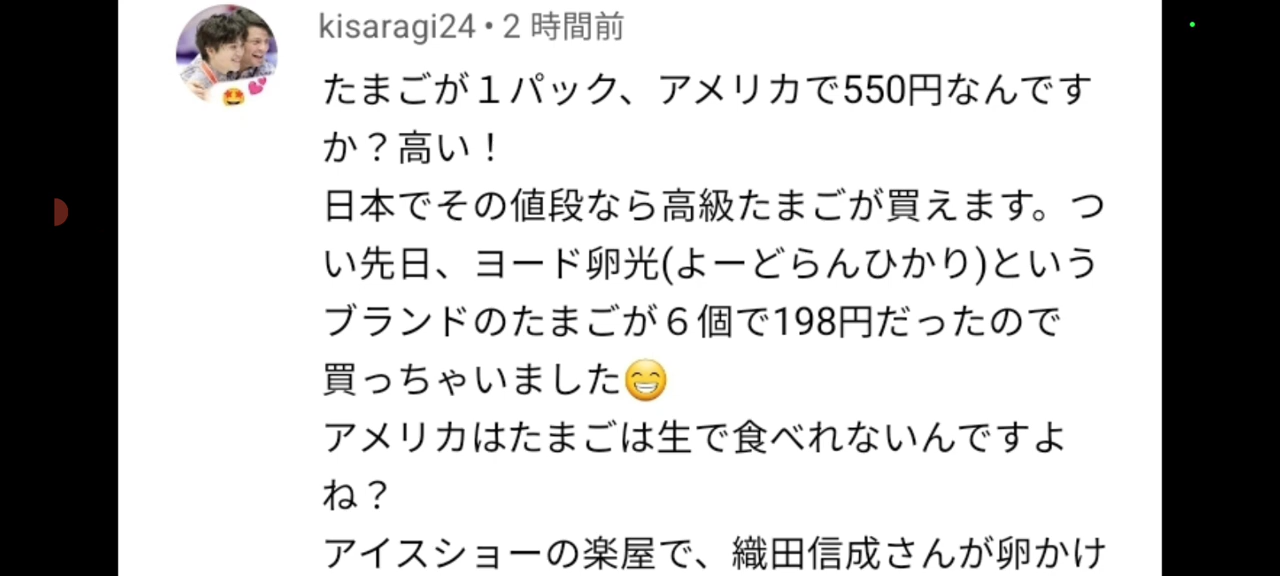 kisaragi24 • 2 時間前
たまごが１パック、アメリカで550円なんです
か？高い！
日本でその値段なら高級たまごが買えます。つ
い先日、ヨード卵光(よーどらんひかり)という
ブランドのたまごが６個で198円だったので
買っちゃいました😁
アメリカはたまごは生で食べれないんですよ
ね？
アイスショーの楽屋で、織田信成さんが卵かけ